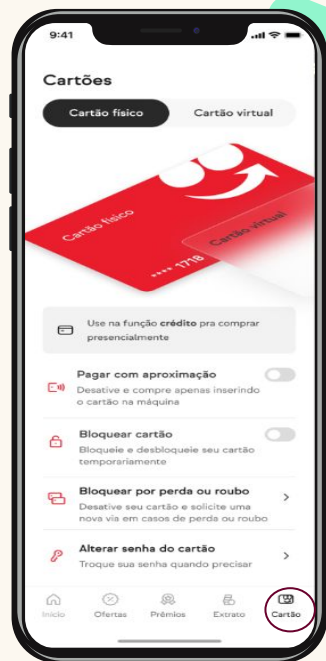 9:41
Cartões
Cartão físico
Cartão virtual
Cartão físico
Cartão virtual
**** 1718
Use na função crédito pra comprar
presencialmente
Pagar com aproximação
Desative e compre apenas inserindo
o cartão na máquina
Bloquear cartão
Bloqueie e desbloqueie seu cartão
temporariamente
Bloquear por perda ou roubo
Desative seu cartão e solicite uma
nova via em casos de perda ou roubo
Alterar senha do cartão
Troque sua senha quando precisar
Início
Ofertas
Prêmios
Extrato
Cartão